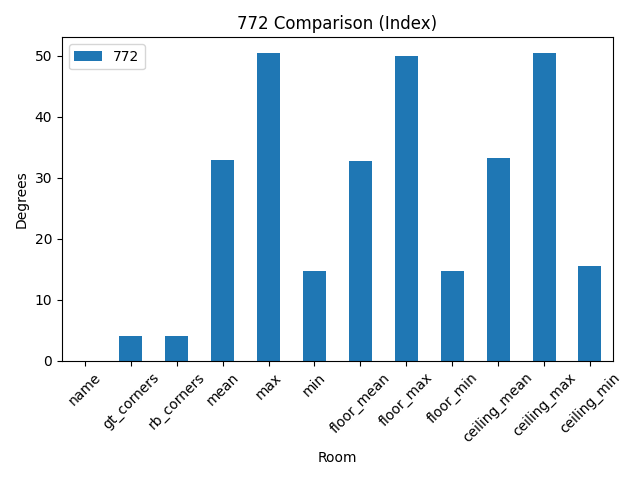 772 Comparison (Index)
772
Degrees
50
40
30
20
10
0
name
gt_corners
rb_corners
mean
max
min
floor_mean
floor_max
floor_min
ceiling_mean
ceiling_max
ceiling_min
Room